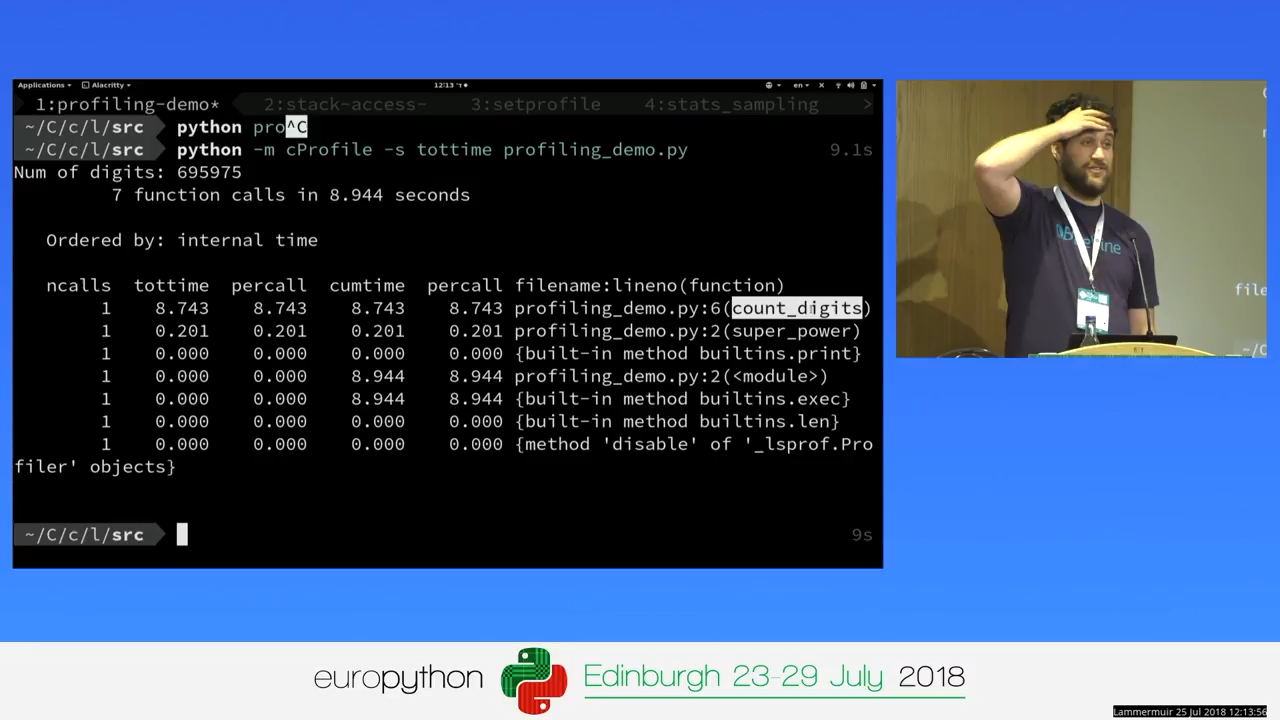 Applications
Alacritty
12:13
en
1:profiling-demo*
2:stack-access-
3:setprofile
4:stats_sampling
>
~/C/c/l/src
python pro^C
~/C/c/l/src
python -m cProfile -s tottime profiling_demo.py
9.1s
Num of digits: 695975
7 function calls in 8.944 seconds
Ordered by: internal time
ncalls tottime percall cumtime percall filename:lineno(function)
1 8.743 8.743 8.743 8.743 profiling_demo.py:6(count_digits)
1 0.201 0.201 0.201 0.201 profiling_demo.py:2(super_power)
1 0.000 0.000 0.000 0.000 {built-in method builtins.print}
1 0.000 0.000 8.944 8.944 profiling_demo.py:2(<module>)
1 0.000 0.000 8.944 8.944 {built-in method builtins.exec}
1 0.000 0.000 0.000 0.000 {built-in method builtins.len}
1 0.000 0.000 0.000 0.000 {method 'disable' of '_lsprof.Pro
filer' objects}
~/C/c/l/src
9s
file
~/C
europython
Edinburgh 23-29 July 2018
Lammermuir 25 Jul 2018 12:13:56